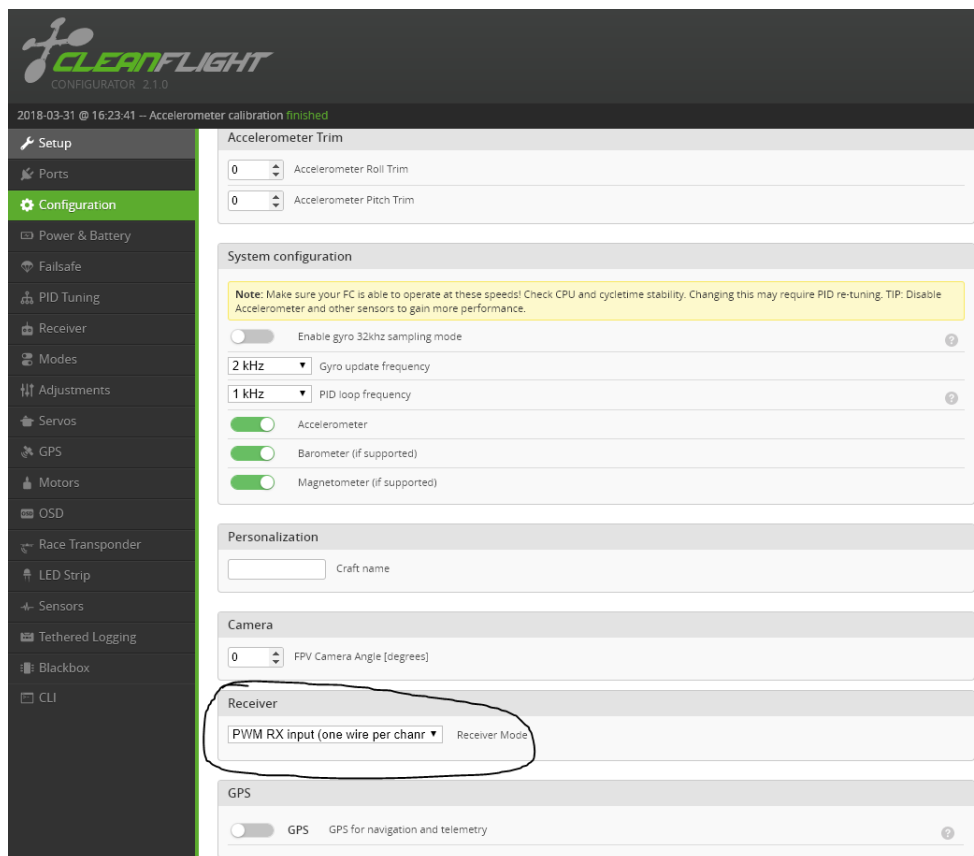 CLEANFLIGHT
CONFIGURATOR 2.1.0
2018-03-31 @ 16:23:41 -- Accelerometer calibration finished
Setup
Ports
Configuration
Power & Battery
Failsafe
PID Tuning
Receiver
Modes
Adjustments
Servos
GPS
Motors
OSD
Race Transponder
LED Strip
Sensors
Tethered Logging
Blackbox
CLI
Accelerometer Trim
0 Accelerometer Roll Trim
0 Accelerometer Pitch Trim
System configuration
Note: Make sure your FC is able to operate at these speeds! Check CPU and cycletime stability. Changing this may require PID re-tuning. TIP: Disable
Accelerometer and other sensors to gain more performance.
Enable gyro 32khz sampling mode
2 kHz Gyro update frequency
1 kHz PID loop frequency
Accelerometer
Barometer (if supported)
Magnetometer (if supported)
Personalization
Craft name
Camera
0 FPV Camera Angle [degrees]
Receiver
PWM RX input (one wire per chanr Receiver Mode
GPS
GPS GPS for navigation and telemetry